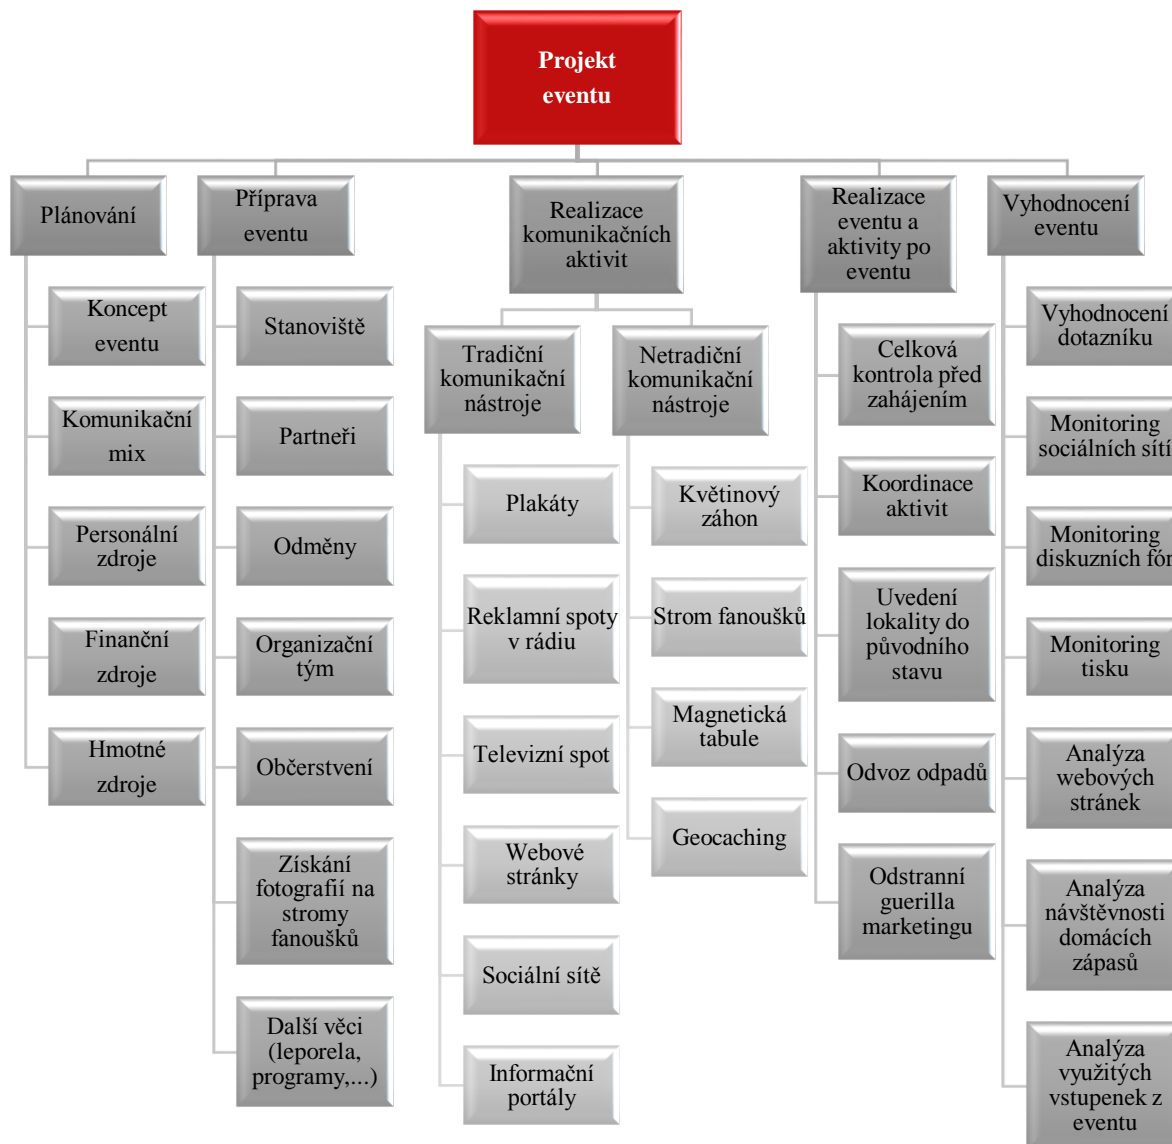 Projekt
eventu
Plánování
Koncept
eventu
Komunikační
mix
Personální
zdroje
Finanční
zdroje
Hmotné
zdroje
Příprava
eventu
Stanoviště
Partneři
Odměny
Organizační
tým
Občerstvení
Získání
fotografií na
stromy
fanoušků
Další věci
(leporela,
programy,...)
Realizace
komunikačních
aktivit
Tradiční
komunikační
nástroje
Plakáty
Reklamní spoty
v rádiu
Televizní spot
Webové
stránky
Sociální sítě
Informační
portály
Netradiční
komunikační
nástroje
Květinový
záhon
Strom fanoušků
Magnetická
tabule
Geocaching
Realizace
eventu a
aktivity po
eventu
Celková
kontrola před
zahájením
Koordinace
aktivit
Uvedení
lokality do
původního
stavu
Odvoz odpadů
Odstranní
guerilla
marketingu
Vyhodnocení
eventu
Vyhodnocení
dotazníku
Monitoring
sociálních sítí
Monitoring
diskuzních fór
Monitoring
tisku
Analýza
webových
stránek
Analýza
návštěvnosti
domácích
zápasů
Analýza
využitých
vstupenek z
eventu